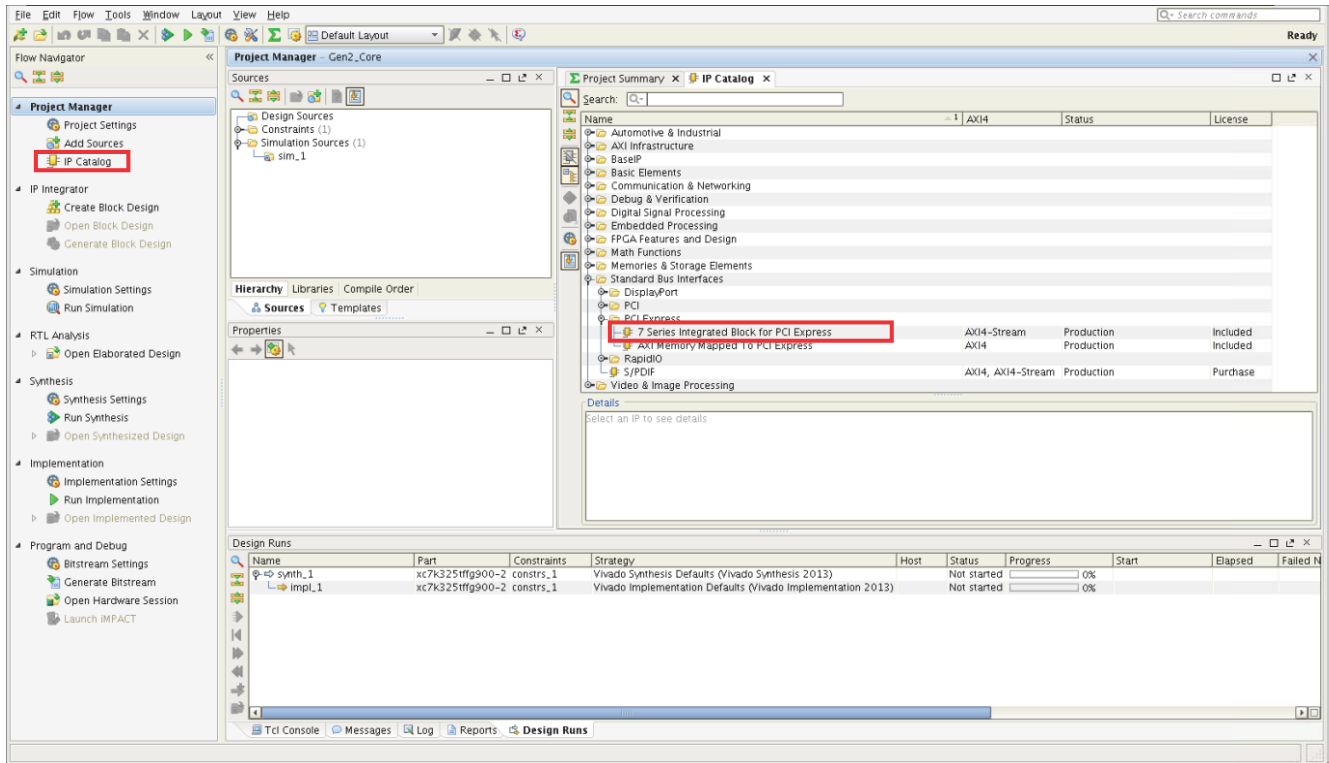 File Edit Flow Tools Window Layout View Help
Search commands
Default Layout
Ready
Flow Navigator
Project Manager
Project Settings
Add Sources
IP Catalog
IP Integrator
Create Block Design
Open Block Design
Generate Block Design
Simulation
Simulation Settings
Run Simulation
RTL Analysis
Open Elaborated Design
Synthesis
Synthesis Settings
Run Synthesis
Open Synthesized Design
Implementation
Implementation Settings
Run Implementation
Open Implemented Design
Program and Debug
Bitstream Settings
Generate Bitstream
Open Hardware Session
Launch iMPACT
Project Manager - Gen2_Core
Sources
Design Sources
Constraints (1)
Simulation Sources (1)
sim_1
Hierarchy Libraries Compile Order
Sources Templates
Properties
Project Summary IP Catalog
Search:
Name 1 AXI4 Status License
Automotive & Industrial
AXI Infrastructure
BaseIP
Basic Elements
Communication & Networking
Debug & Verification
Digital Signal Processing
Embedded Processing
FPGA Features and Design
Math Functions
Memories & Storage Elements
Standard Bus Interfaces
DisplayPort
PCI
PCI Express
7 Series Integrated Block for PCI Express AXI4-Stream Production Included
AXI Memory Mapped To PCI Express AXI4 Production Included
RapidIO
S/PDIF AXI4, AXI4-Stream Production Purchase
Video & Image Processing
Details
Select an IP to see details
Design Runs
Name Part Constraints Strategy Host Status Progress Start Elapsed Failed N
synth_1 xc7k325tffg900-2 constrs_1 Vivado Synthesis Defaults (Vivado Synthesis 2013) Not started 0%
impl_1 xc7k325tffg900-2 constrs_1 Vivado Implementation Defaults (Vivado Implementation 2013) Not started 0%
Tcl Console Messages Log Reports Design Runs